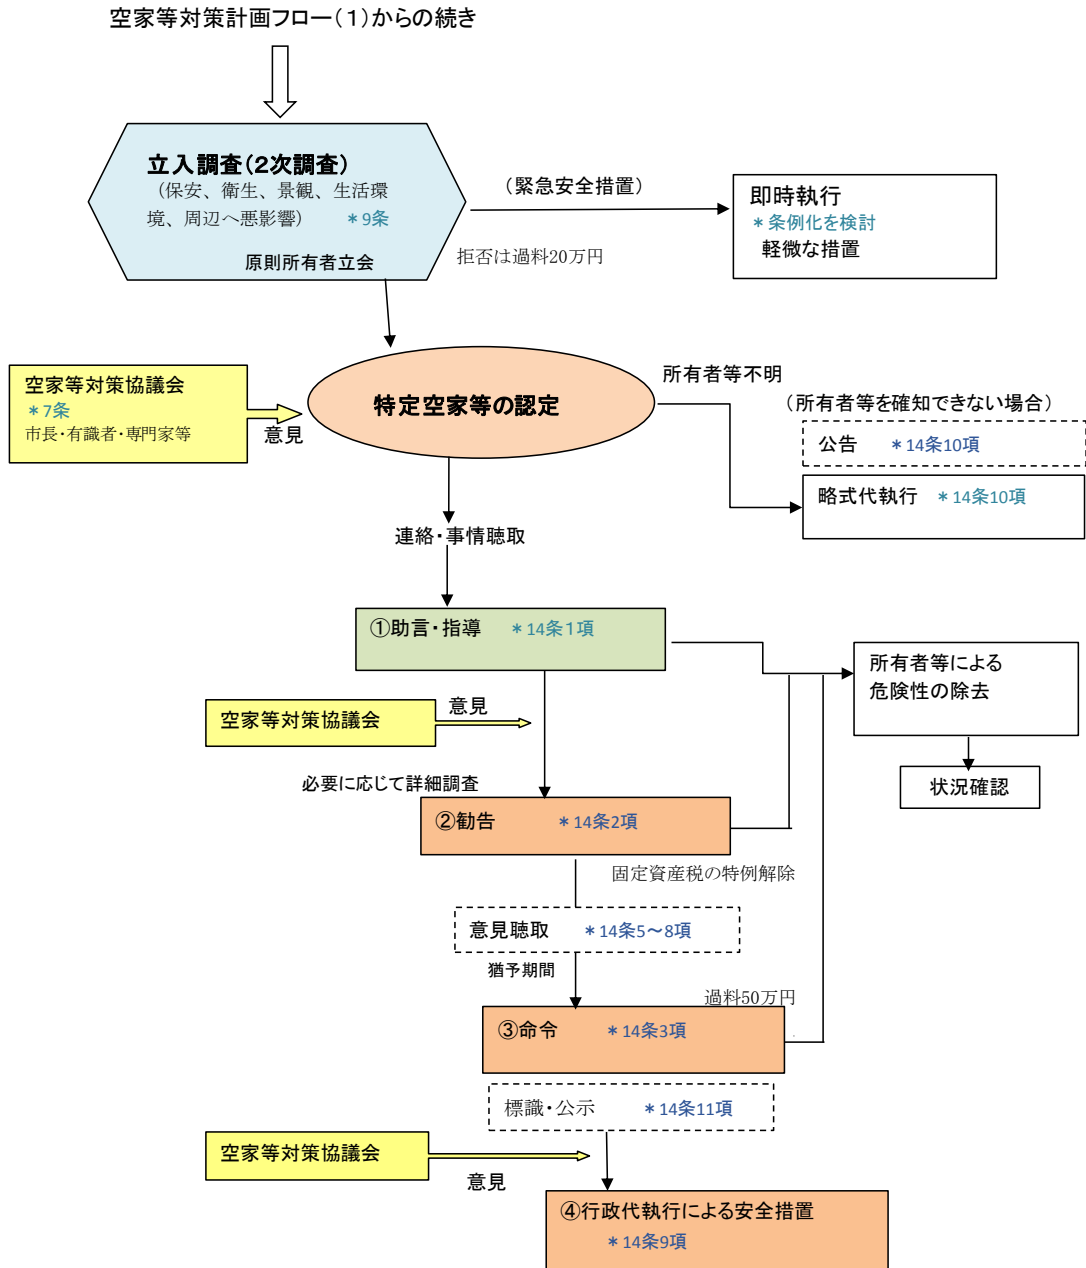 空家等対策計画フロー(1)からの続き
立入調査(2次調査)
(保安、衛生、景観、生活環
境、周辺へ悪影響) *9条
原則所有者立会
(緊急安全措置)
拒否は過料20万円
即時執行
*条例化を検討
軽微な措置
空家等対策協議会
*7条
市長・有識者・専門家等
意見
特定空家等の認定
所有者等不明
(所有者等を確知できない場合)
公告 *14条10項
略式代執行 *14条10項
連絡・事情聴取
①助言・指導 *14条1項
所有者等による
危険性の除去
状況確認
空家等対策協議会
意見
必要に応じて詳細調査
②勧告 *14条2項
固定資産税の特例解除
意見聴取 *14条5~8項
猶予期間
過料50万円
③命令 *14条3項
標識・公示 *14条11項
空家等対策協議会
意見
④行政代執行による安全措置
*14条9項